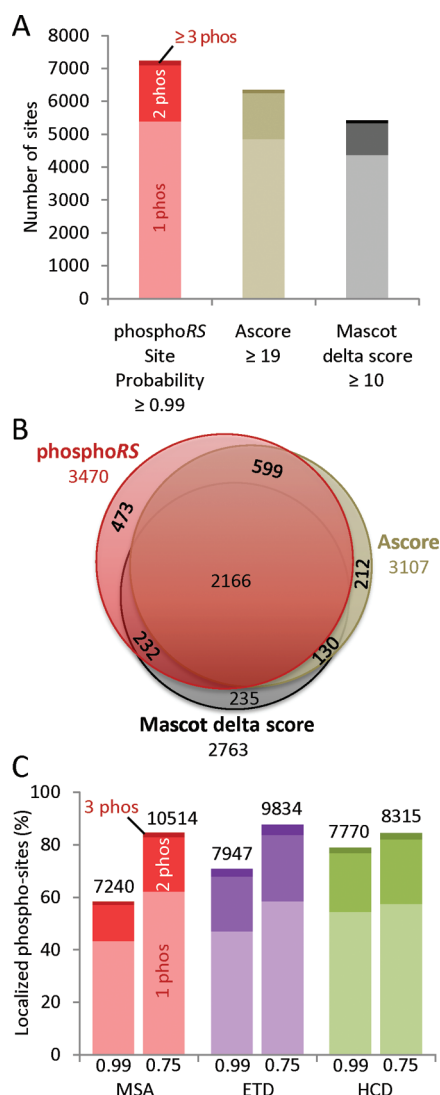 A
8000
7000
6000
5000
4000
3000
2000
1000
0
Number of sites
≥ 3 phos
2 phos
1 phos
phosphoRS
Site
Probability
≥ 0.99
Ascore
≥ 19
Mascot
delta score
≥ 10
B
phosphoRS
3470
599
473
Ascore
3107
2166
212
232
130
235
Mascot delta score
2763
C
100
80
60
40
20
0
Localized phospho-sites (%)
3 phos
10514
7240
2 phos
1 phos
7947
9834
7770
8315
0.99 0.75 0.99 0.75 0.99 0.75
MSA ETD HCD